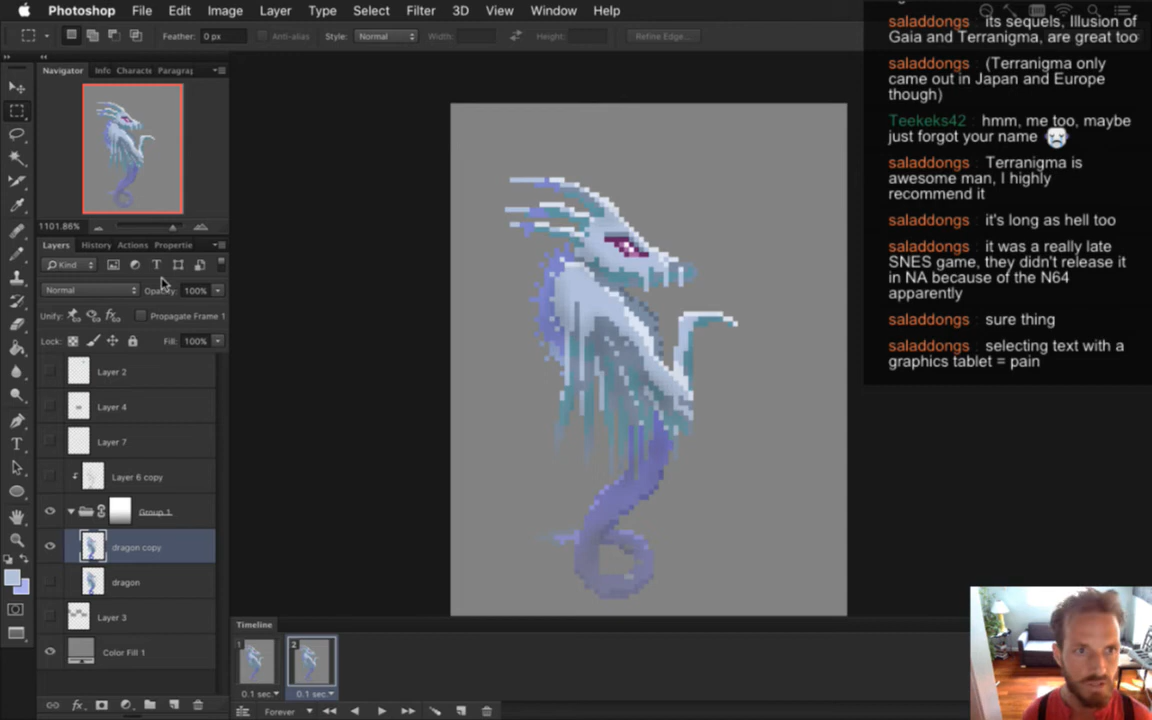 Photoshop File Edit Image Layer Type Select Filter 3D View Window Help
Feather: 0 px Anti-alias Style: Normal Width: Height: Refine Edge...
Navigator Info Characte Paragraj
1101.86%
Layers History Actions Propertie
Kind
Normal Opacity: 100%
Unify: Propagate Frame 1
Lock: Fill: 100%
Layer 2
Layer 4
Layer 7
Layer 6 copy
Group 1
dragon copy
dragon
Layer 3
Color Fill 1
Timeline
1 2
0.1 sec. 0.1 sec.
Forever
saladdongs : its sequels, Illusion of
Gaia and Terranigma, are great too
saladdongs : (Terranigma only
came out in Japan and Europe
though)
Teekeks42 : hmm, me too, maybe
just forgot your name
saladdongs : Terranigma is
awesome man, I highly
recommend it
saladdongs : it's long as hell too
saladdongs : it was a really late
SNES game, they didn't release it
in NA because of the N64
apparently
saladdongs : sure thing
saladdongs : selecting text with a
graphics tablet = pain